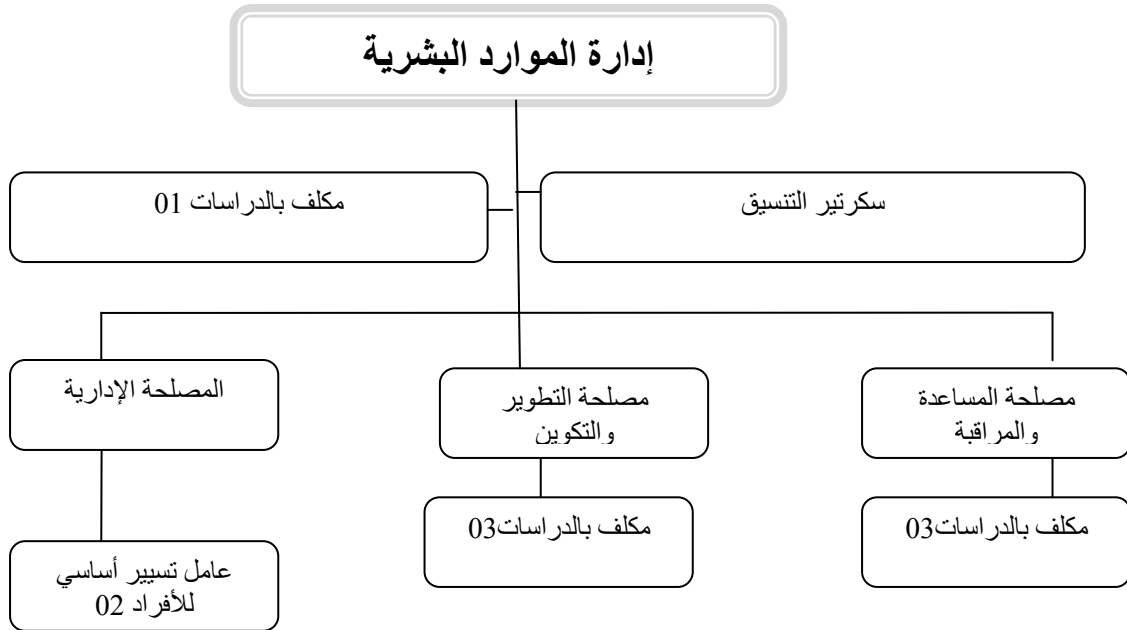 إدارة الموارد البشرية
سكرتير التنسيق
مكلف بالدراسات 01
مصلحة المساعدة
والمراقبة
مصلحة التطوير
والتكوين
المصلحة الإدارية
مكلف بالدراسات03
مكلف بالدراسات03
عامل تسيير أساسي
للأفراد 02